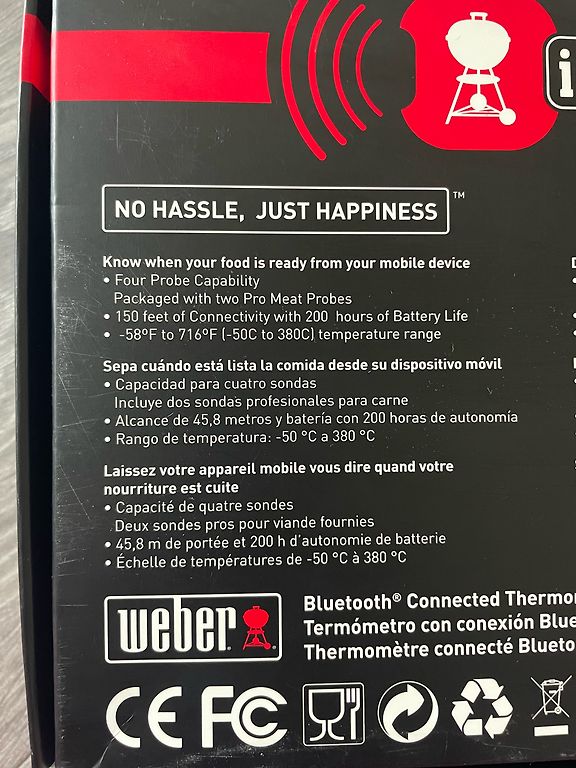 i
NO HASSLE, JUST HAPPINESS™
Know when your food is ready from your mobile device
• Four Probe Capability
Packaged with two Pro Meat Probes
• 150 feet of Connectivity with 200 hours of Battery Life
• -58°F to 716°F (-50C to 380C) temperature range
Sepa cuándo está lista la comida desde su dispositivo móvil
• Capacidad para cuatro sondas
Incluye dos sondas profesionales para carne
• Alcance de 45,8 metros y batería con 200 horas de autonomía
• Rango de temperatura: -50 °C a 380 °C
Laissez votre appareil mobile vous dire quand votre
nourriture est cuite
• Capacité de quatre sondes
Deux sondes pros pour viande fournies
• 45,8 m de portée et 200 h d'autonomie de batterie
• Échelle de températures de -50 °C à 380 °C
weber®
Bluetooth® Connected Thermo
Termómetro con conexión Blue
Thermomètre connecté Blueto
CE FC